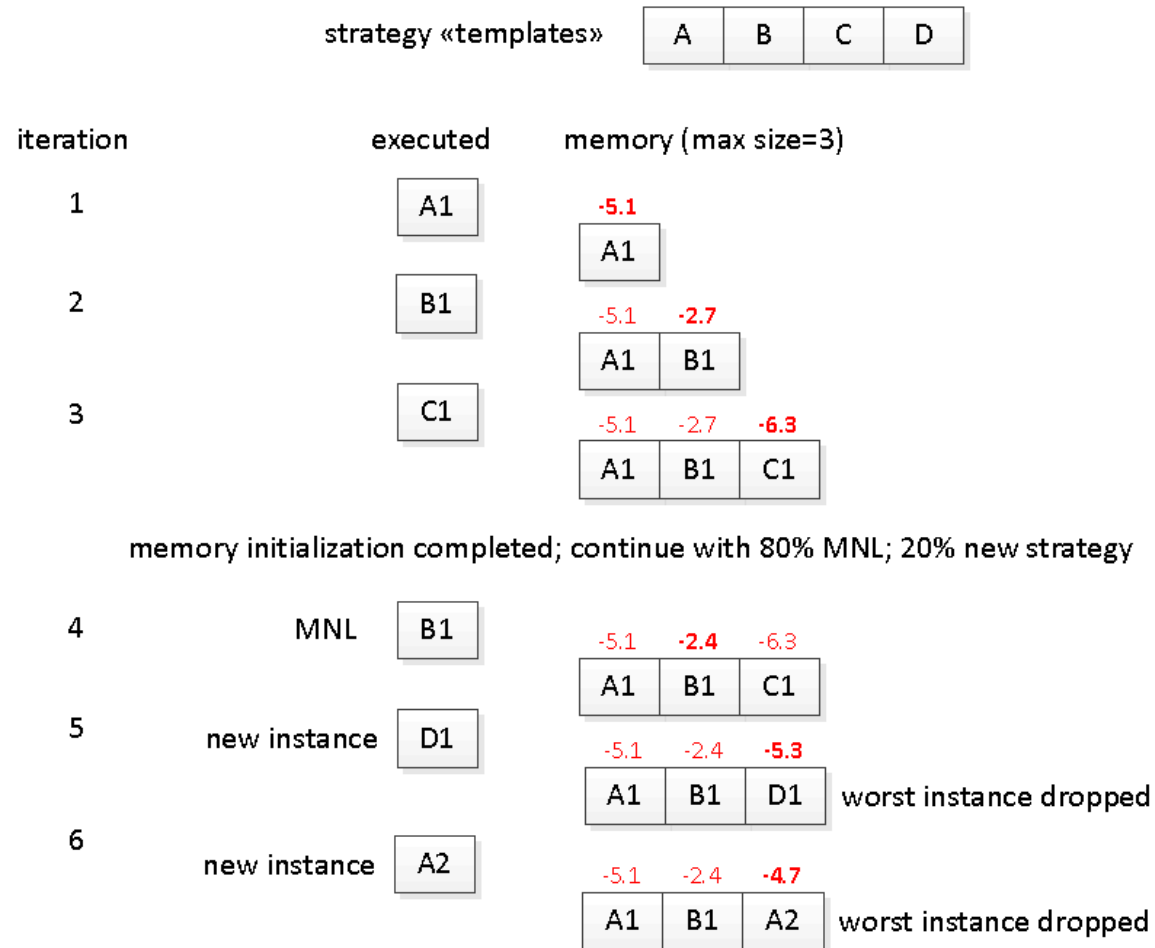 strategy «templates» A B C D
iteration executed memory (max size=3)
1 A1 -5.1
A1
2 B1 -5.1 -2.7
A1 B1
3 C1 -5.1 -2.7 -6.3
A1 B1 C1
memory initialization completed; continue with 80% MNL; 20% new strategy
4 MNL B1 -5.1 -2.4 -6.3
A1 B1 C1
5 new instance D1 -5.1 -2.4 -5.3
A1 B1 D1 worst instance dropped
6 new instance A2 -5.1 -2.4 -4.7
A1 B1 A2 worst instance dropped